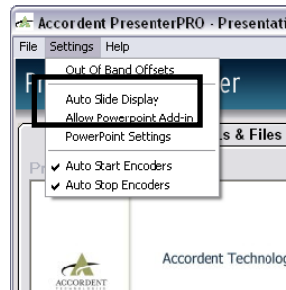 Accordent PresenterPRO - Presentati
File Settings Help
Out Of Band Offsets
er
Auto Slide Display
Allow Powerpoint Add-in
PowerPoint Settings
s & Files
Auto Start Encoders
Auto Stop Encoders
Accordent Technolog
ACCORDENT
TECHNOLOGIES